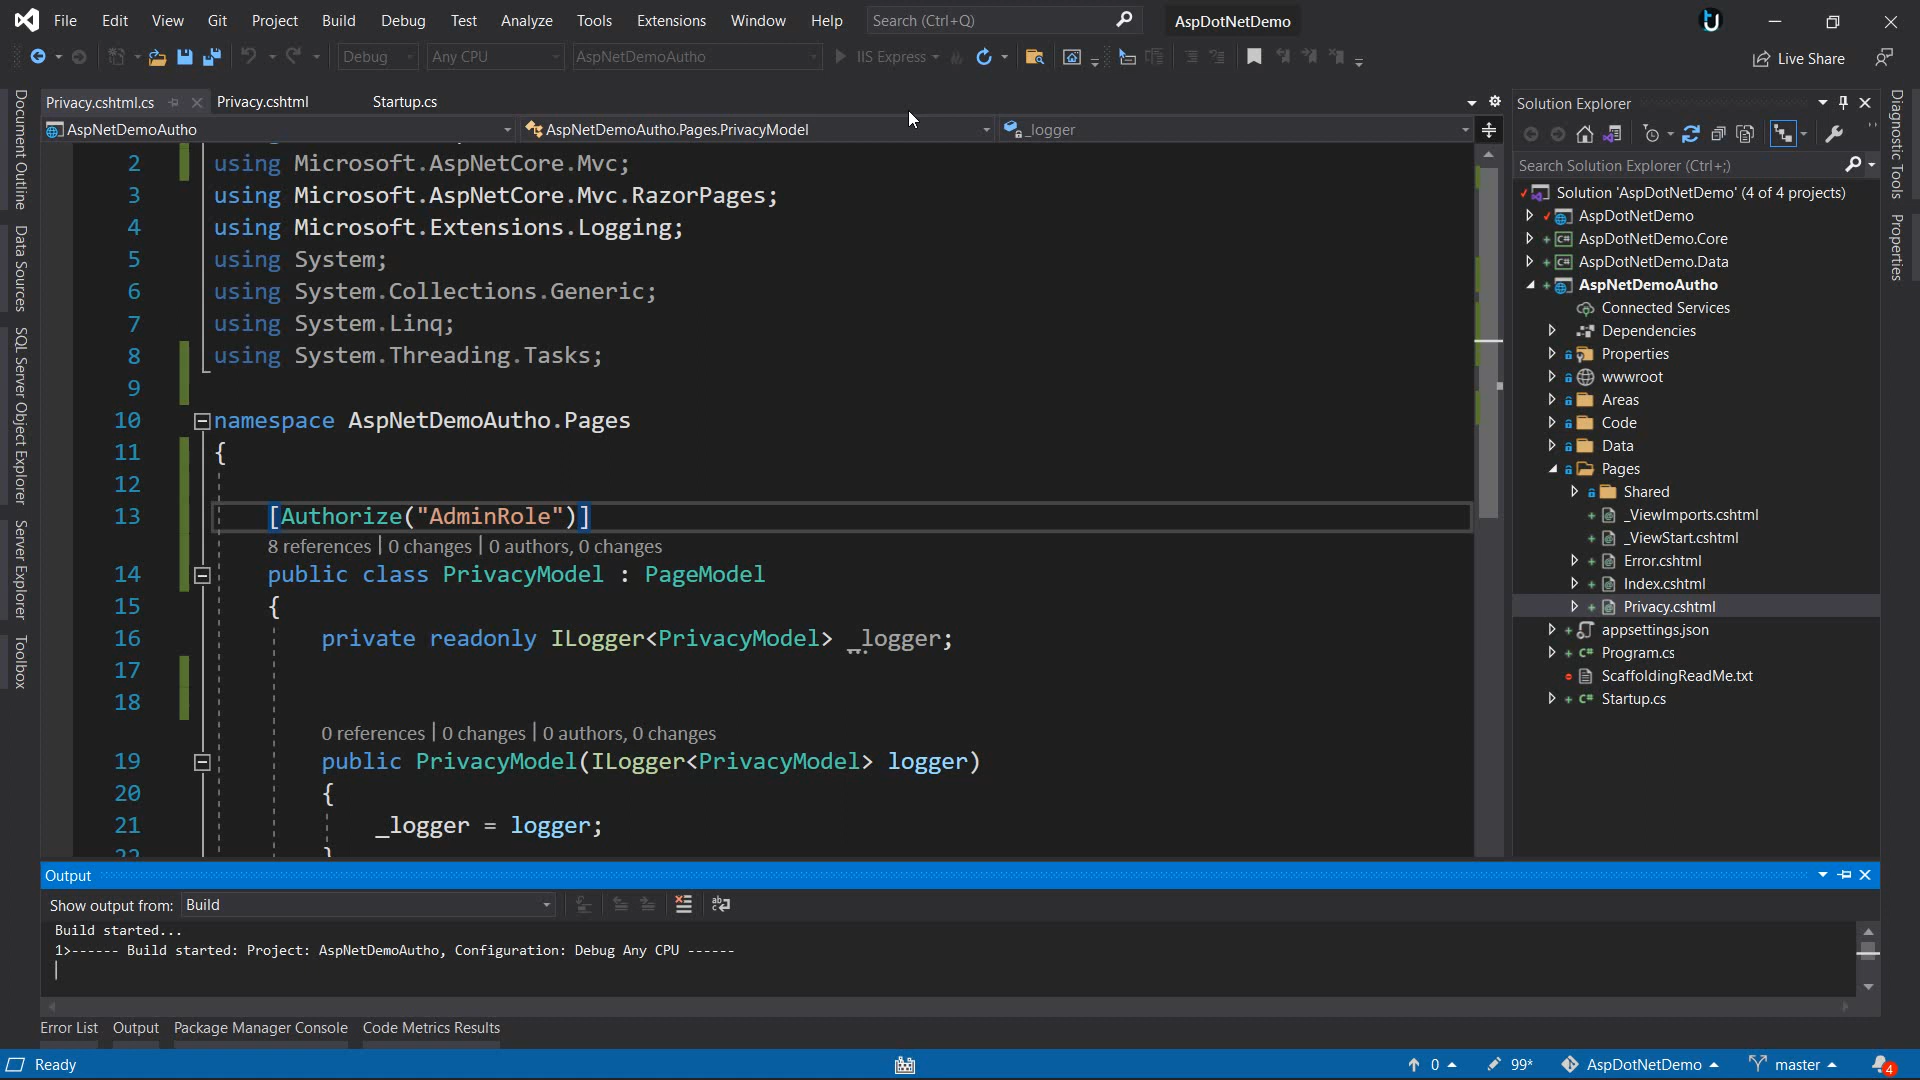 File Edit View Git Project Build Debug Test Analyze Tools Extensions Window Help Search (Ctrl+Q) AspDotNetDemo
Debug Any CPU AspNetDemoAutho IIS Express Live Share
Privacy.cshtml.cs Privacy.cshtml Startup.cs
AspNetDemoAutho AspNetDemoAutho.Pages.PrivacyModel _logger
Document Outline
Data Sources
SQL Server Object Explorer
Server Explorer
Toolbox
2 using Microsoft.AspNetCore.Mvc;
3 using Microsoft.AspNetCore.Mvc.RazorPages;
4 using Microsoft.Extensions.Logging;
5 using System;
6 using System.Collections.Generic;
7 using System.Linq;
8 using System.Threading.Tasks;
9
10 namespace AspNetDemoAutho.Pages
11 {
12
13 [Authorize("AdminRole")]
8 references | 0 changes | 0 authors, 0 changes
14 public class PrivacyModel : PageModel
15 {
16 private readonly ILogger<PrivacyModel> _logger;
17
18
0 references | 0 changes | 0 authors, 0 changes
19 public PrivacyModel(ILogger<PrivacyModel> logger)
20 {
21 _logger = logger;
22 }
Solution Explorer
Search Solution Explorer (Ctrl+;)
Solution 'AspDotNetDemo' (4 of 4 projects)
AspDotNetDemo
AspDotNetDemo.Core
AspDotNetDemo.Data
AspNetDemoAutho
Connected Services
Dependencies
Properties
wwwroot
Areas
Code
Data
Pages
Shared
_ViewImports.cshtml
_ViewStart.cshtml
Error.cshtml
Index.cshtml
Privacy.cshtml
appsettings.json
Program.cs
ScaffoldingReadMe.txt
Startup.cs
Diagnostic Tools
Properties
Output
Show output from: Build
Build started...
1>------ Build started: Project: AspNetDemoAutho, Configuration: Debug Any CPU ------
Error List Output Package Manager Console Code Metrics Results
Ready 0 99* AspDotNetDemo master 4